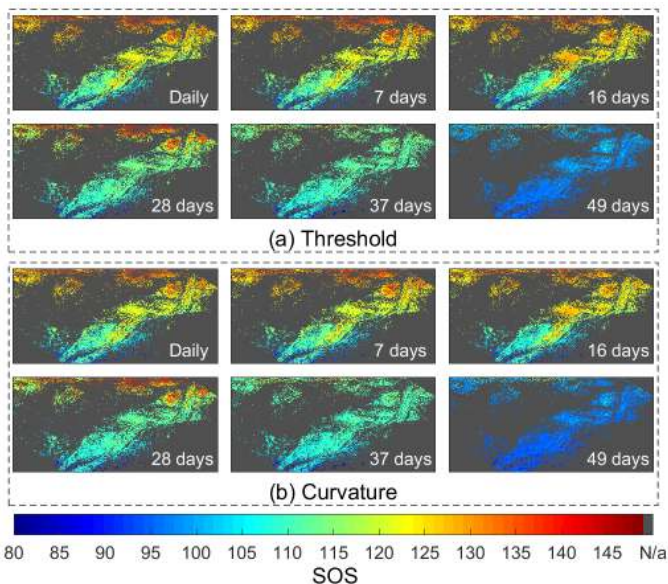 Daily 7 days 16 days
28 days 37 days 49 days
(a) Threshold
Daily 7 days 16 days
28 days 37 days 49 days
(b) Curvature
80 85 90 95 100 105 110 115 120 125 130 135 140 145 N/a
SOS